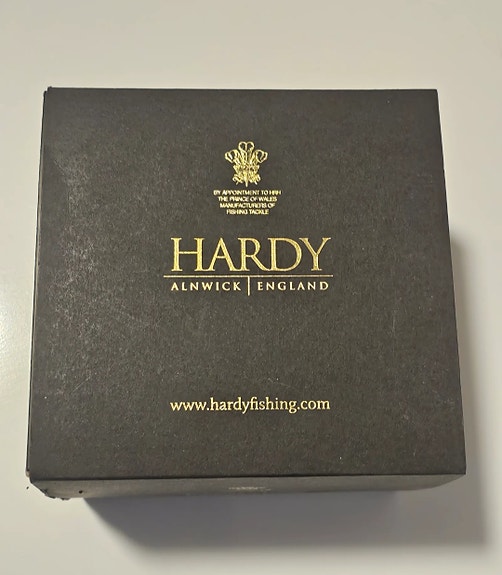 BY APPOINTMENT TO HRH
THE PRINCE OF WALES
MANUFACTURERS OF
FISHING TACKLE
HARDY
ALNWICK | ENGLAND
www.hardyfishing.com